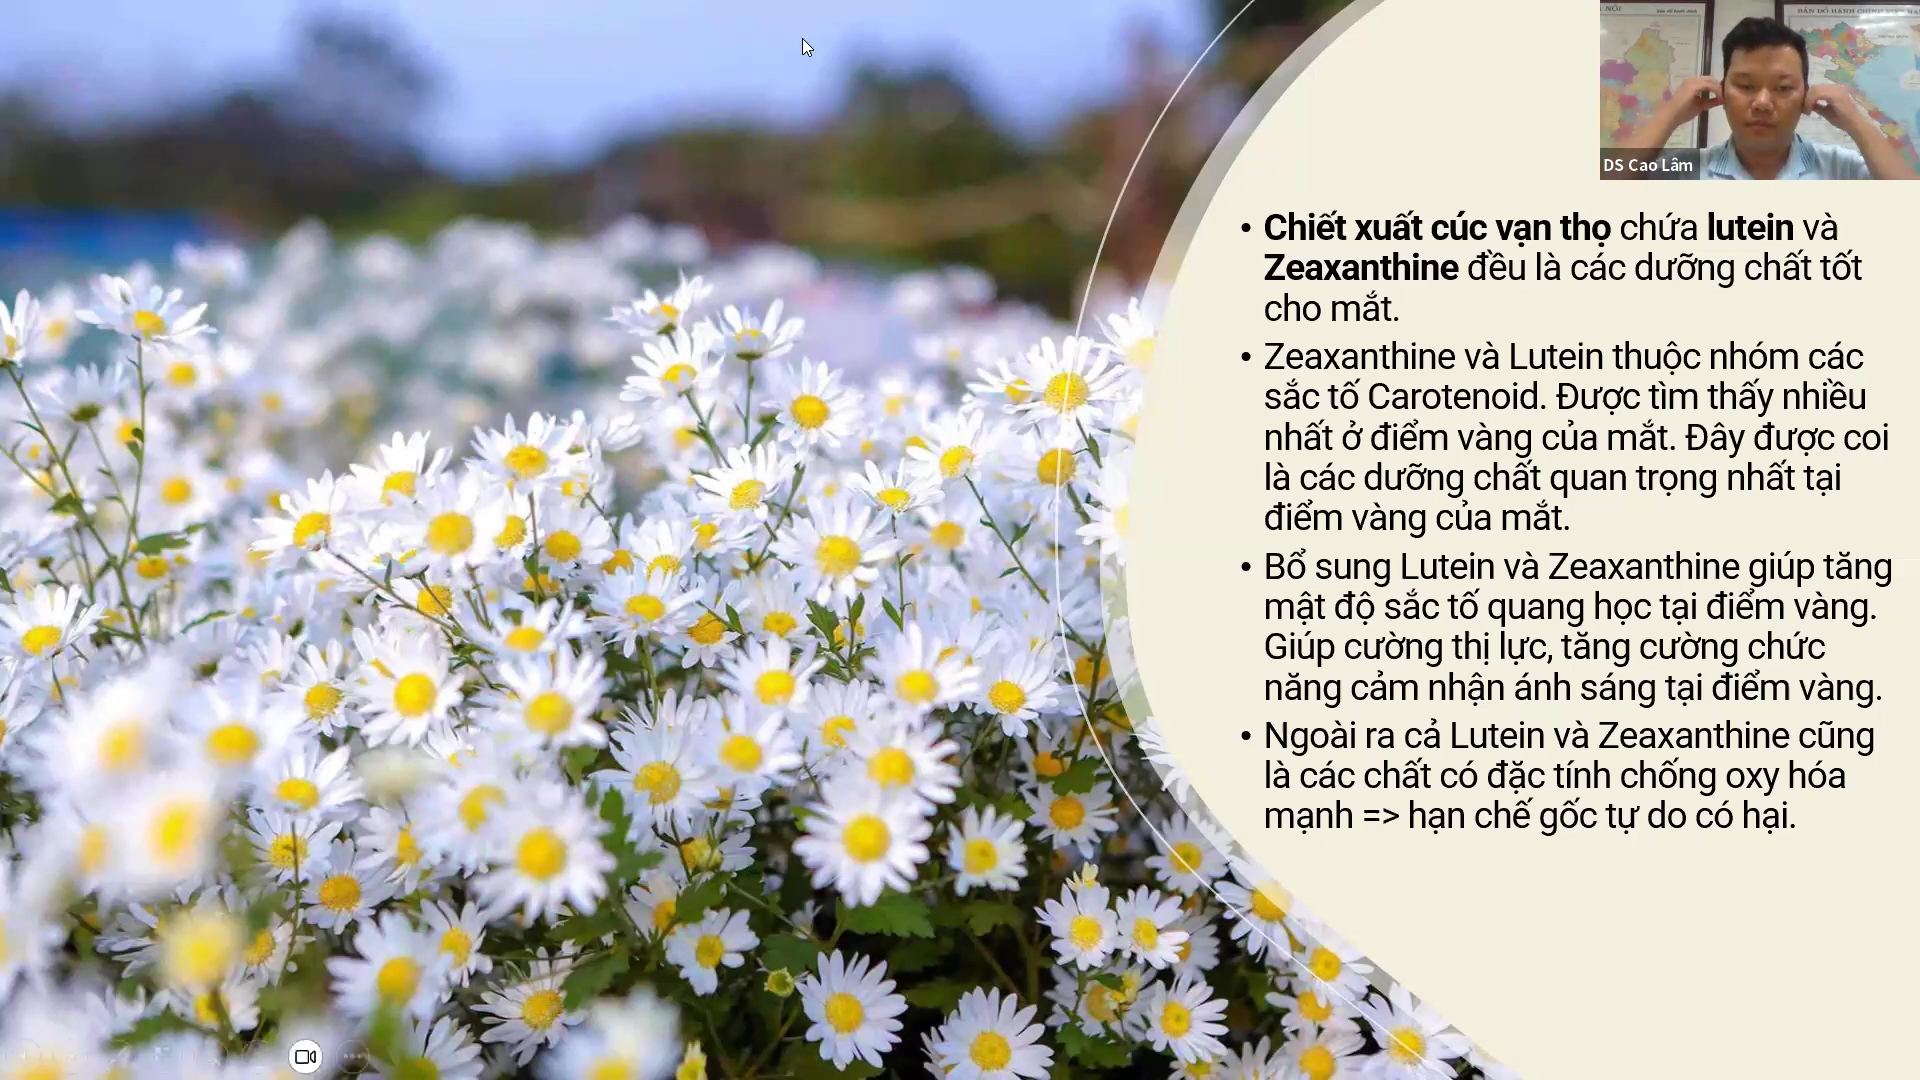 BẢN ĐỒ HÀNH CHÍNH
DS Cao Lâm
• Chiết xuất cúc vạn thọ chứa lutein và
Zeaxanthine đều là các dưỡng chất tốt
cho mắt.
• Zeaxanthine và Lutein thuộc nhóm các
sắc tố Carotenoid. Được tìm thấy nhiều
nhất ở điểm vàng của mắt. Đây được coi
là các dưỡng chất quan trọng nhất tại
điểm vàng của mắt.
• Bổ sung Lutein và Zeaxanthine giúp tăng
mật độ sắc tố quang học tại điểm vàng.
Giúp cường thị lực, tăng cường chức
năng cảm nhận ánh sáng tại điểm vàng.
• Ngoài ra cả Lutein và Zeaxanthine cũng
là các chất có đặc tính chống oxy hóa
mạnh => hạn chế gốc tự do có hại.